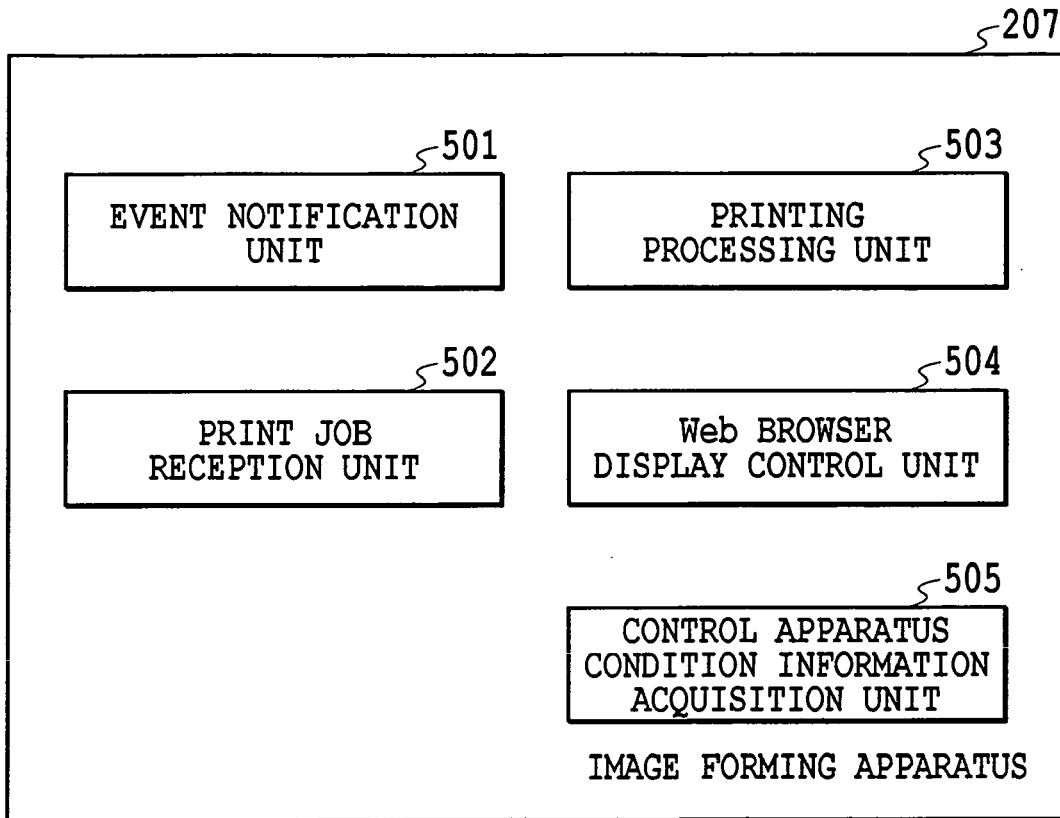 207
501
EVENT NOTIFICATION
UNIT
503
PRINTING
PROCESSING UNIT
502
PRINT JOB
RECEPTION UNIT
504
Web BROWSER
DISPLAY CONTROL UNIT
505
CONTROL APPARATUS
CONDITION INFORMATION
ACQUISITION UNIT
IMAGE FORMING APPARATUS